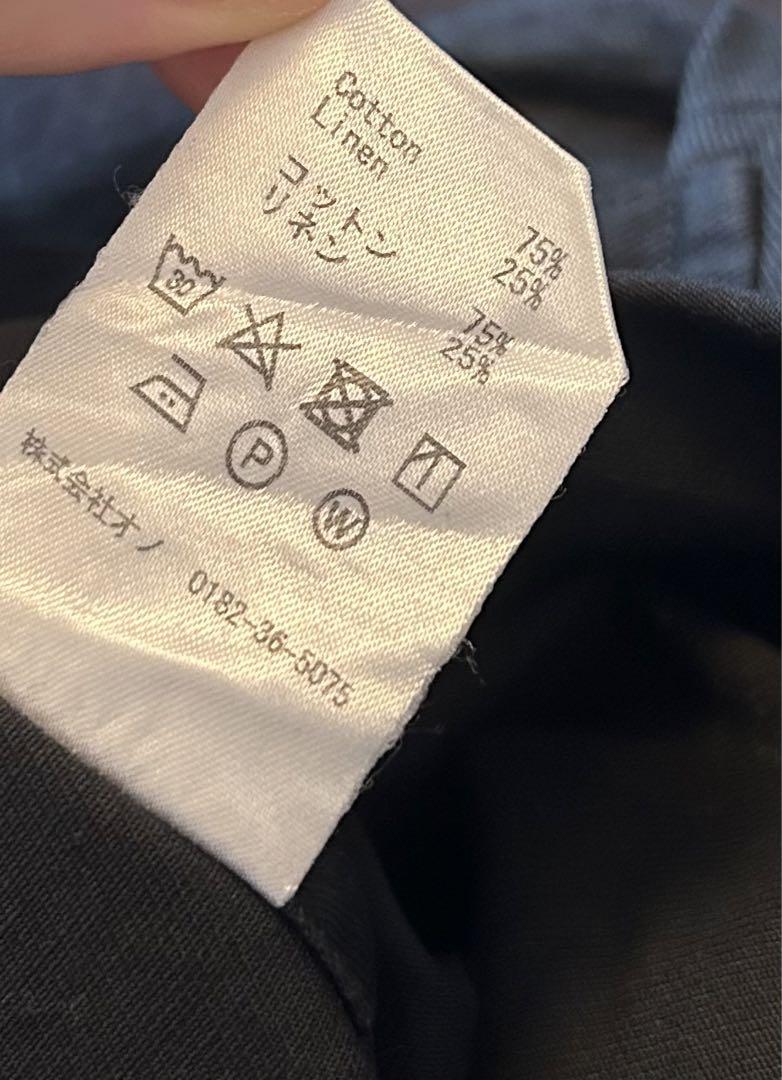 Cotton 75%
Linen 25%
コットン 75%
リネン 25%
30
P
W
株式会社オノ 0182-36-5075